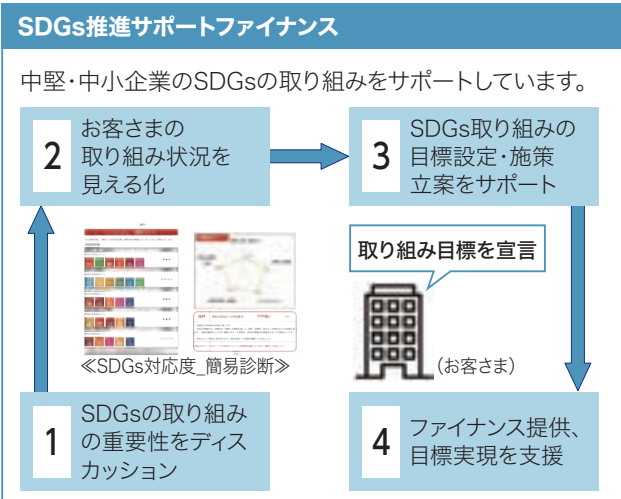 SDGs推進サポートファイナンス
中堅・中小企業のSDGsの取り組みをサポートしています。
2
お客さまの
取り組み状況を
見える化
3
SDGs取り組みの
目標設定・施策
立案をサポート
取り組み目標を宣言
≪SDGs対応度_簡易診断≫
(お客さま)
1
SDGsの取り組み
の重要性をディス
カッション
4
ファイナンス提供、
目標実現を支援